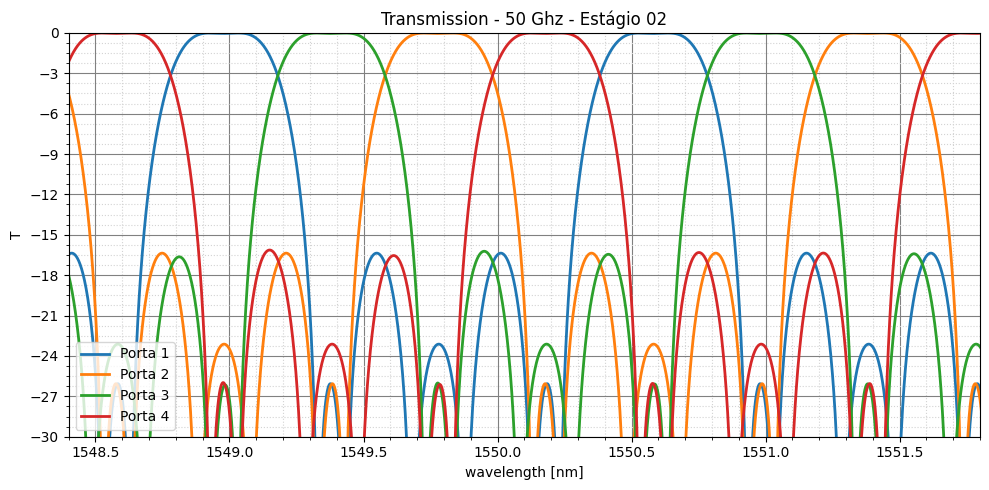 Transmission - 50 Ghz - Estágio 02
T
0
−3
−6
−9
−12
−15
−18
−21
−24
−27
−30
Porta 1
Porta 2
Porta 3
Porta 4
1548.5 1549.0 1549.5 1550.0 1550.5 1551.0 1551.5
wavelength [nm]